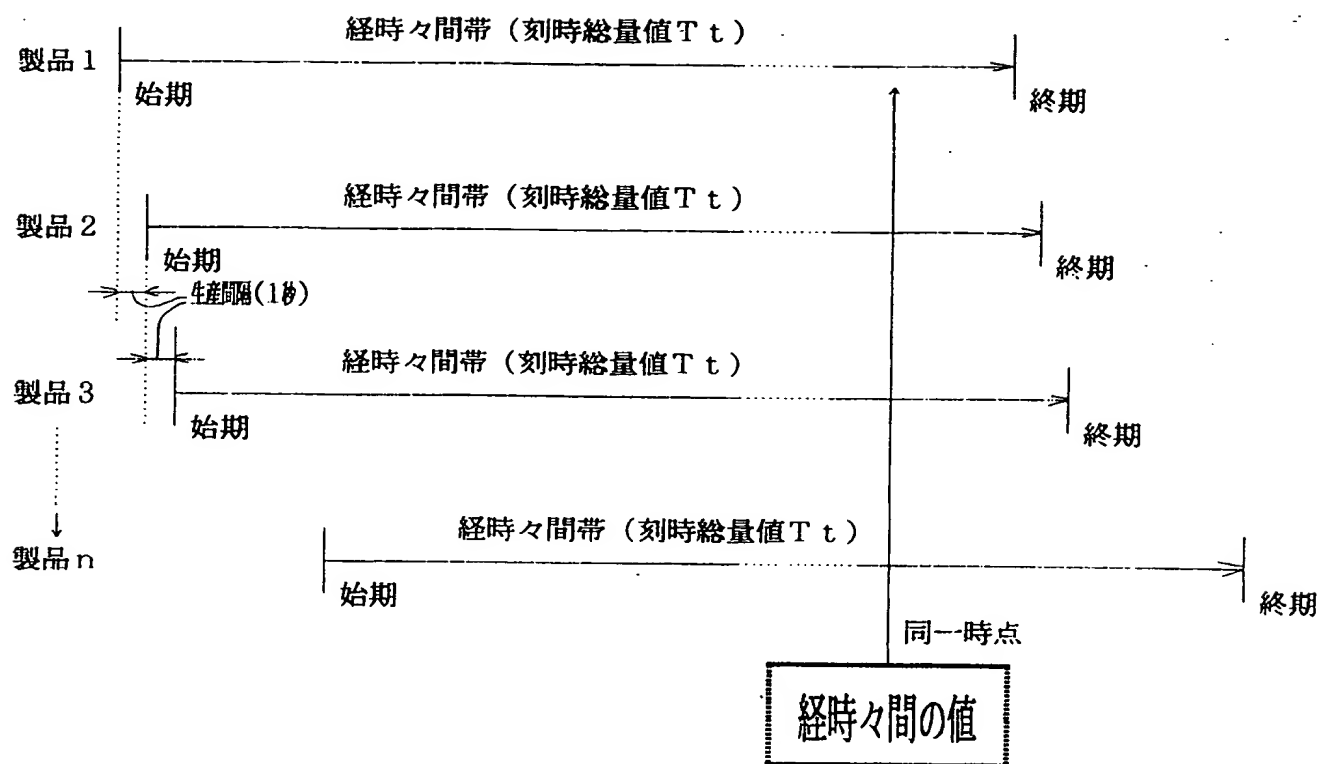 経時々間帯（刻時総量値Ｔｔ）
製品１
始期
終期
経時々間帯（刻時総量値Ｔｔ）
製品２
始期
終期
生産間隔(1秒)
経時々間帯（刻時総量値Ｔｔ）
製品３
始期
終期
経時々間帯（刻時総量値Ｔｔ）
製品ｎ
始期
終期
同一時点
経時々間の値